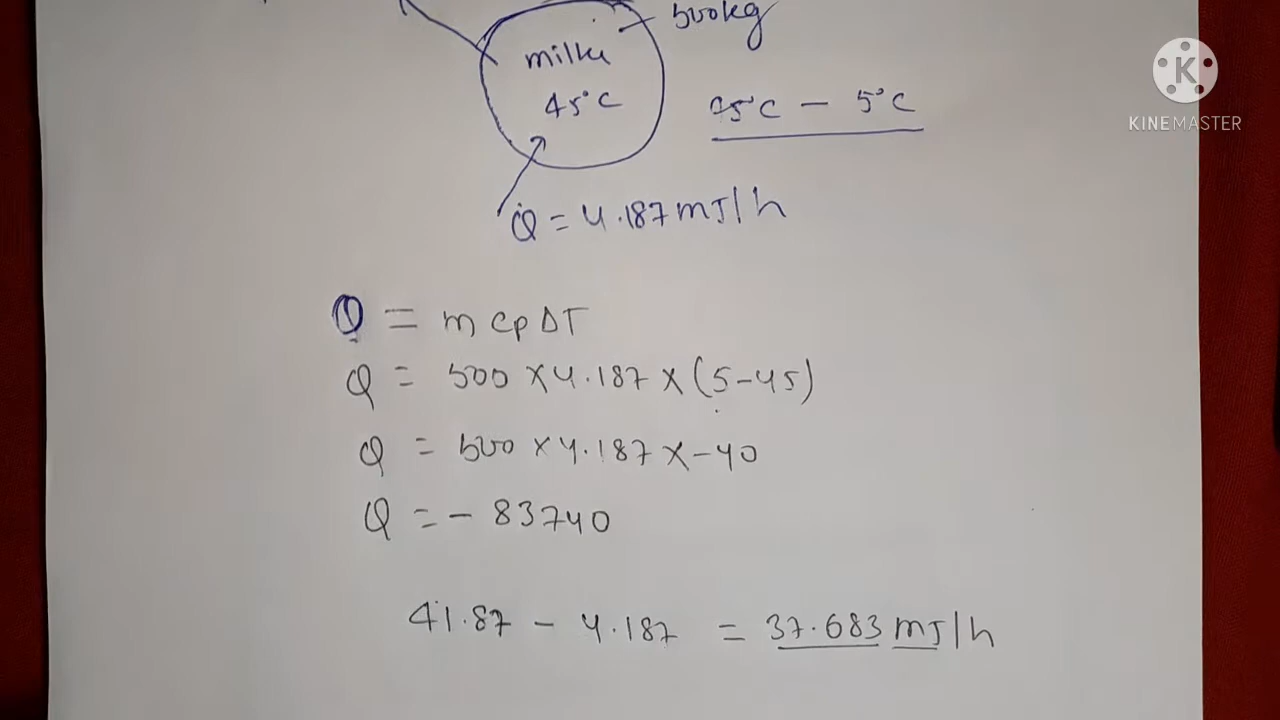 500kg
milk
45°C
45°C - 5°C
KINEMASTER
Q̇ = 4.187 mJ/h
Q = m Cp ΔT
Q = 500 × 4.187 × (5-45)
Q = 500 × 4.187 × -40
Q = - 83740
41.87 - 4.187 = 37.683 mJ/h